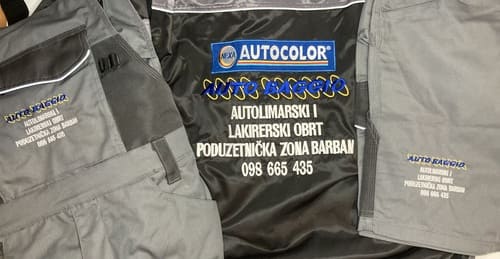 NEXA AUTOCOLOR®
AUTO BAGGIO
AUTOLIMARSKI I
LAKIRERSKI OBRT
PODUZETNIČKA ZONA BARBAN
098 665 435
AUTO BAGGIO
AUTOLIMARSKI I
LAKIRERSKI OBRT
PODUZETNIČKA ZONA BARBAN
098 665 435
AUTO BAGGIO
AUTOLIMARSKI I
LAKIRERSKI OBRT
PODUZETNIČKA ZONA BARBAN
098 665 435